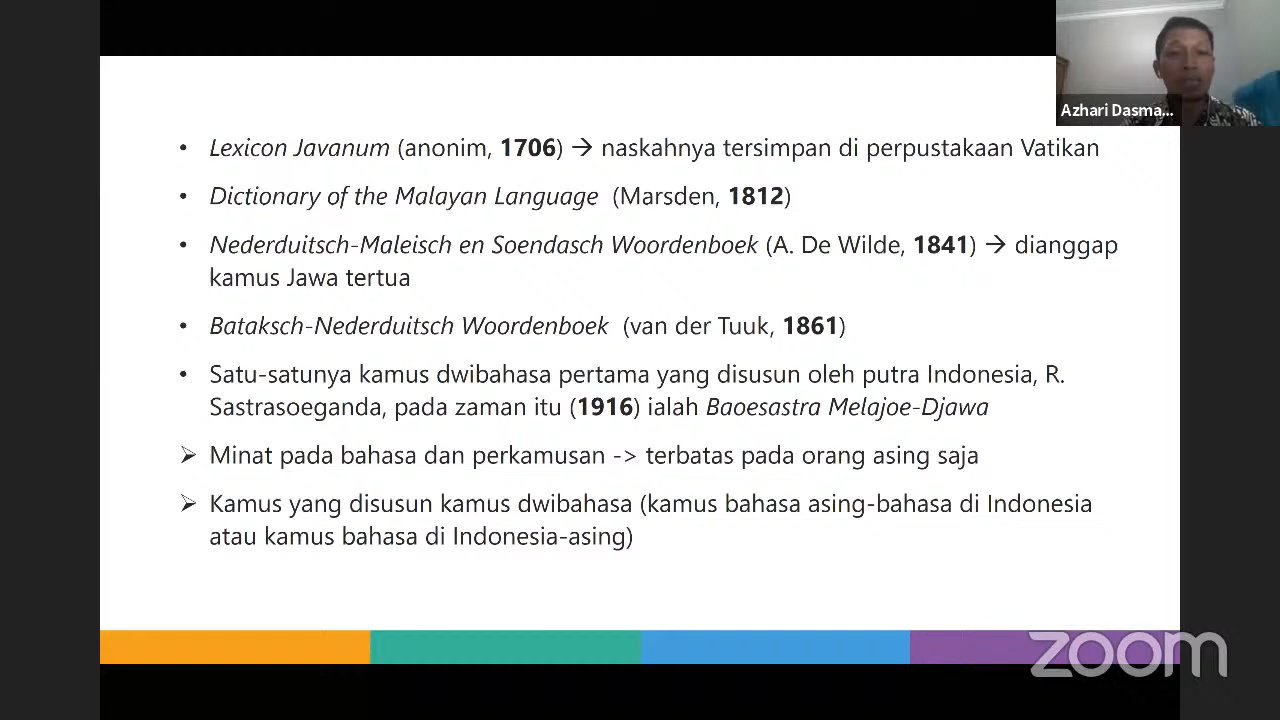 Azhari Dasma...
• Lexicon Javanum (anonim, 1706) → naskahnya tersimpan di perpustakaan Vatikan
• Dictionary of the Malayan Language (Marsden, 1812)
• Nederduitsch-Maleisch en Soendasch Woordenboek (A. De Wilde, 1841) → dianggap
kamus Jawa tertua
• Bataksch-Nederduitsch Woordenboek (van der Tuuk, 1861)
• Satu-satunya kamus dwibahasa pertama yang disusun oleh putra Indonesia, R.
Sastrasoeganda, pada zaman itu (1916) ialah Baoesastra Melajoe-Djawa
➢ Minat pada bahasa dan perkamusan -> terbatas pada orang asing saja
➢ Kamus yang disusun kamus dwibahasa (kamus bahasa asing-bahasa di Indonesia
atau kamus bahasa di Indonesia-asing)
zoom